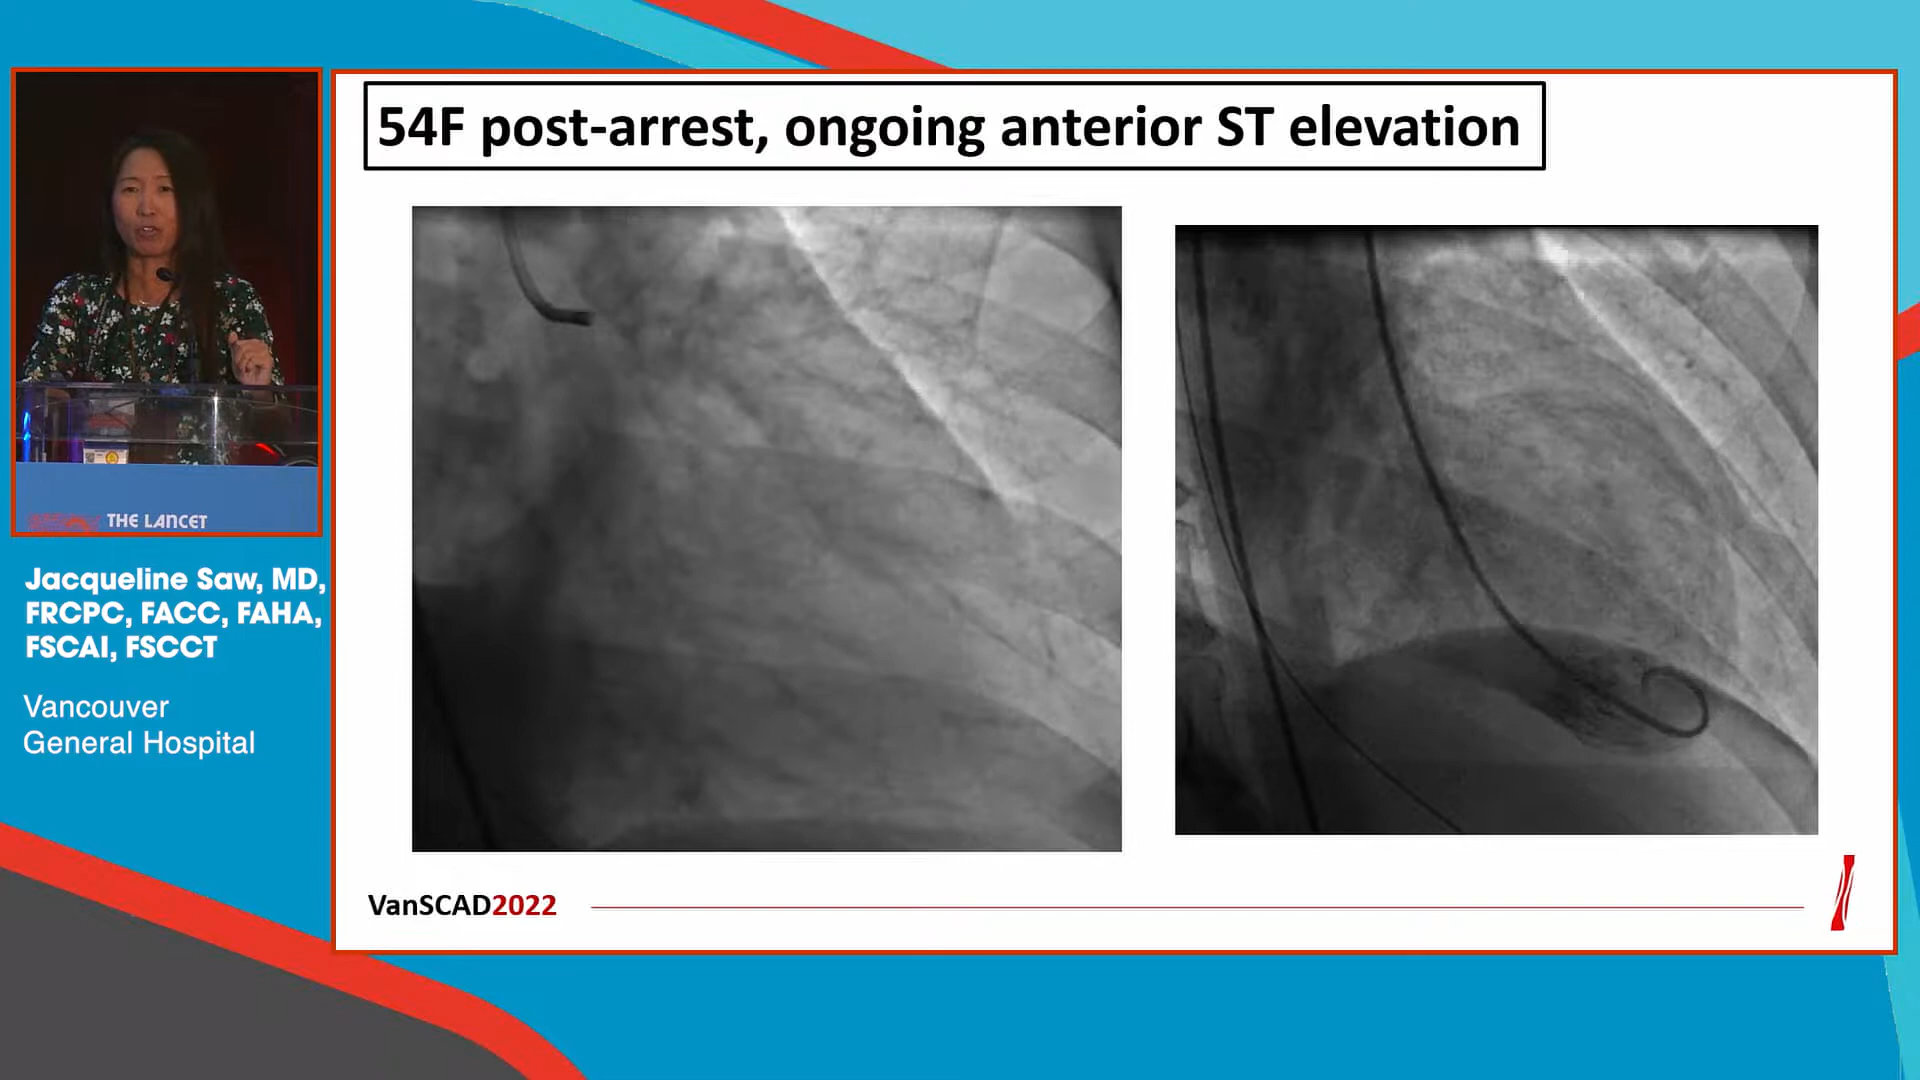 54F post-arrest, ongoing anterior ST elevation
THE LANCET
Jacqueline Saw, MD,
FRCPC, FACC, FAHA,
FSCAI, FSCCT
Vancouver
General Hospital
VanSCAD2022